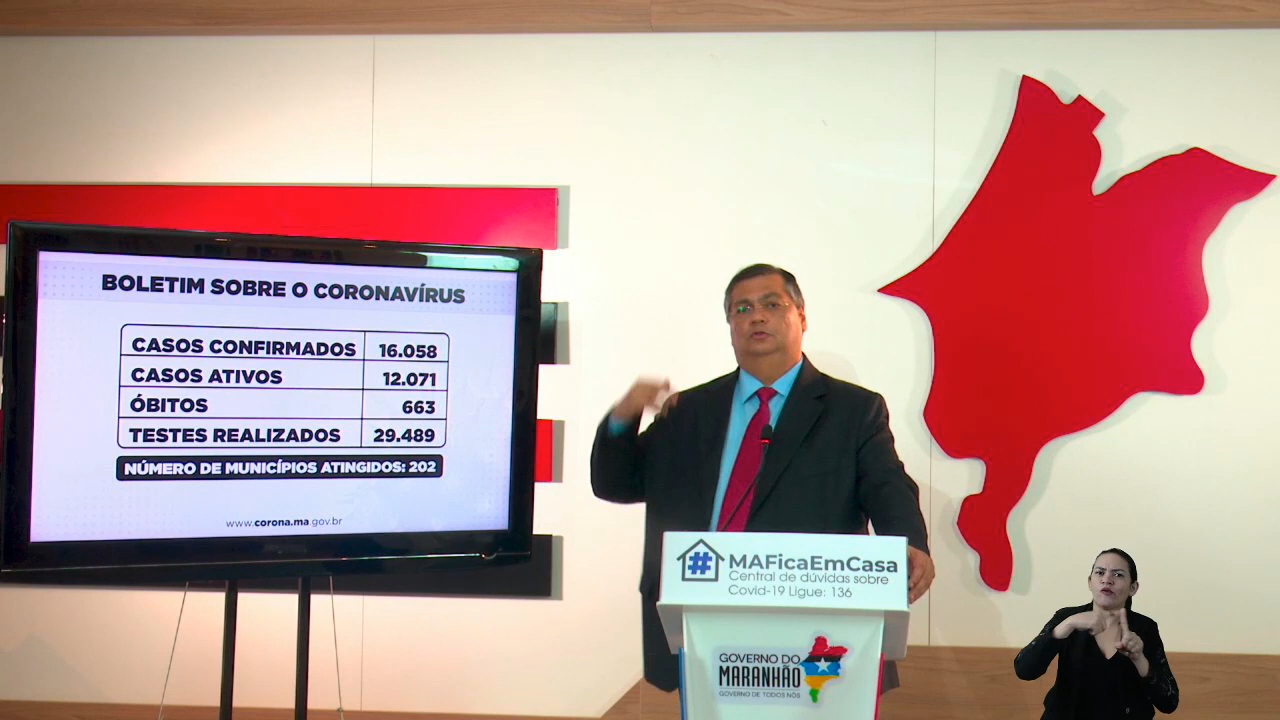 BOLETIM SOBRE O CORONAVÍRUS
CASOS CONFIRMADOS 16.058
CASOS ATIVOS 12.071
ÓBITOS 663
TESTES REALIZADOS 29.489
NÚMERO DE MUNICÍPIOS ATINGIDOS: 202
www.corona.ma.gov.br
#MAFicaEmCasa
Central de dúvidas sobre
Covid-19 Ligue: 136
GOVERNO DO
MARANHÃO
GOVERNO DE TODOS NÓS